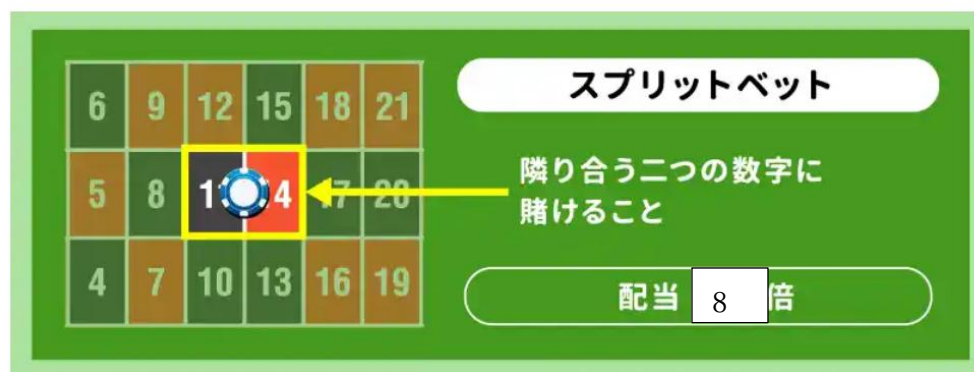 スプリットベット
6 9 12 15 18 21
隣り合う二つの数字に
賭けること
5 8 1 4 7 20
4 7 10 13 16 19
配当 8 倍